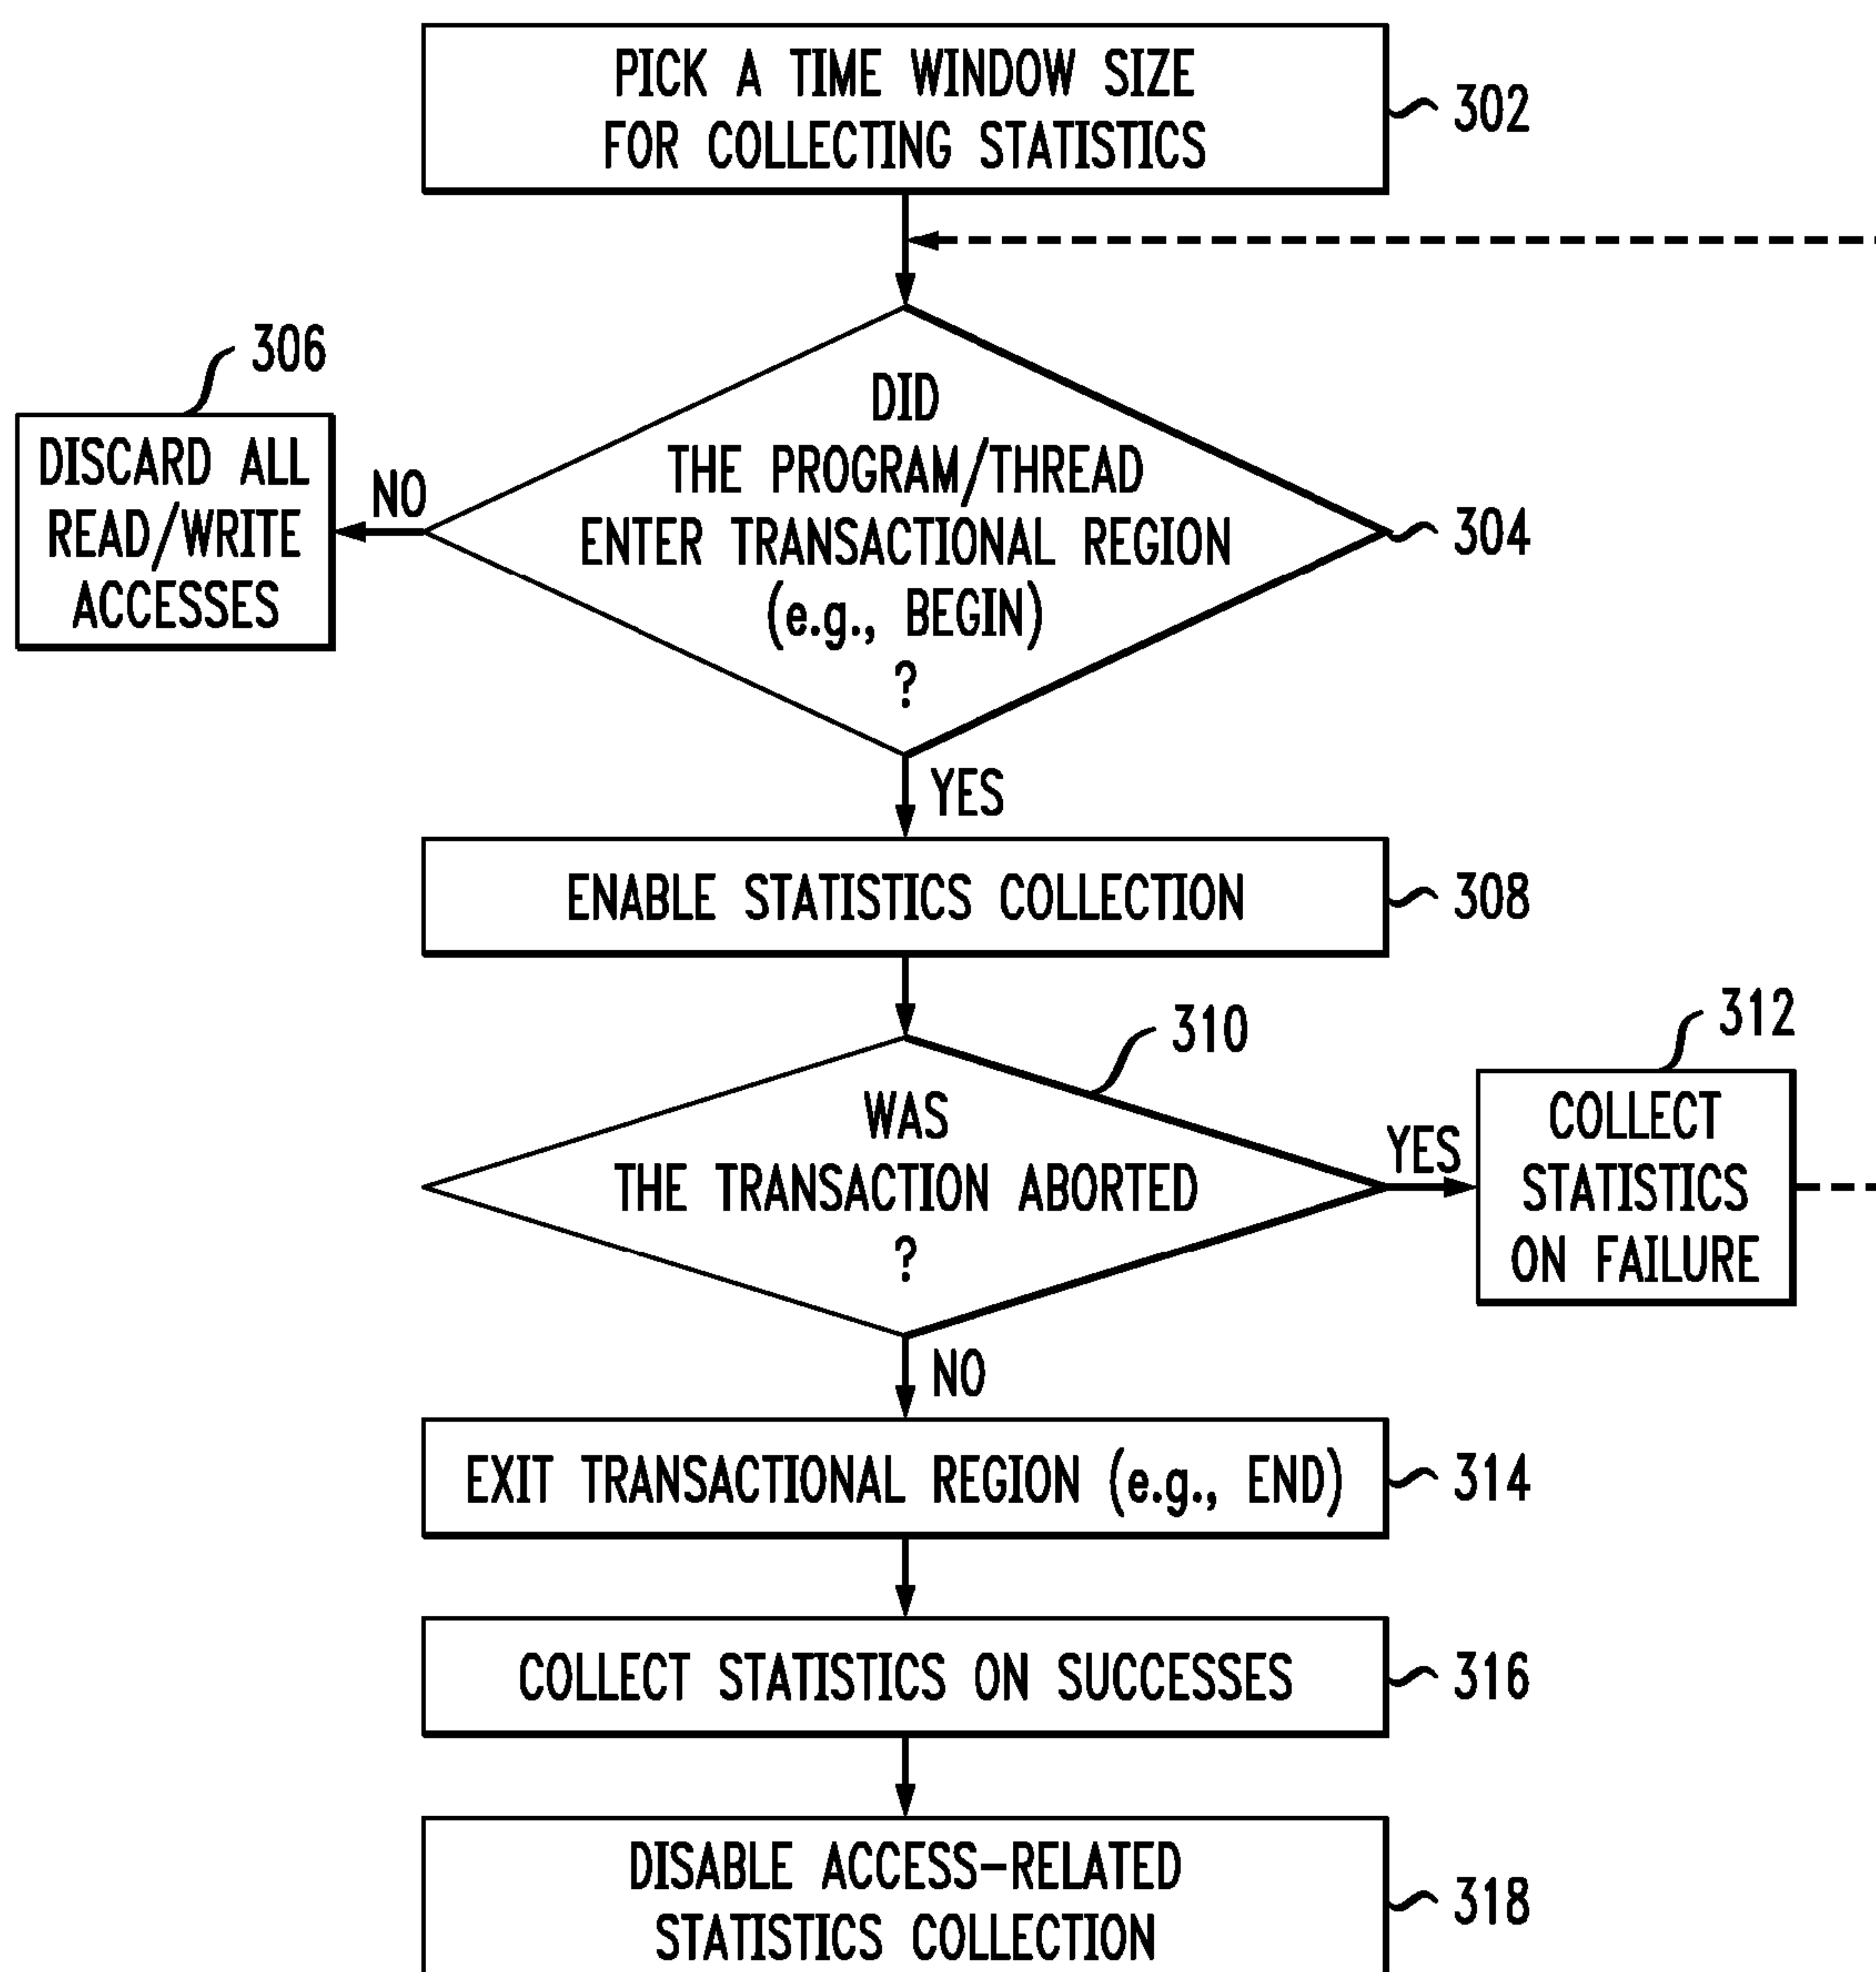 PICK A TIME WINDOW SIZE
FOR COLLECTING STATISTICS
302
306
DISCARD ALL
READ/WRITE
ACCESSES
NO
DID
THE PROGRAM/THREAD
ENTER TRANSACTIONAL REGION
(e.g., BEGIN)
?
304
YES
ENABLE STATISTICS COLLECTION
308
310
WAS
THE TRANSACTION ABORTED
?
YES
312
COLLECT
STATISTICS
ON FAILURE
NO
EXIT TRANSACTIONAL REGION (e.g., END)
314
COLLECT STATISTICS ON SUCCESSES
316
DISABLE ACCESS-RELATED
STATISTICS COLLECTION
318